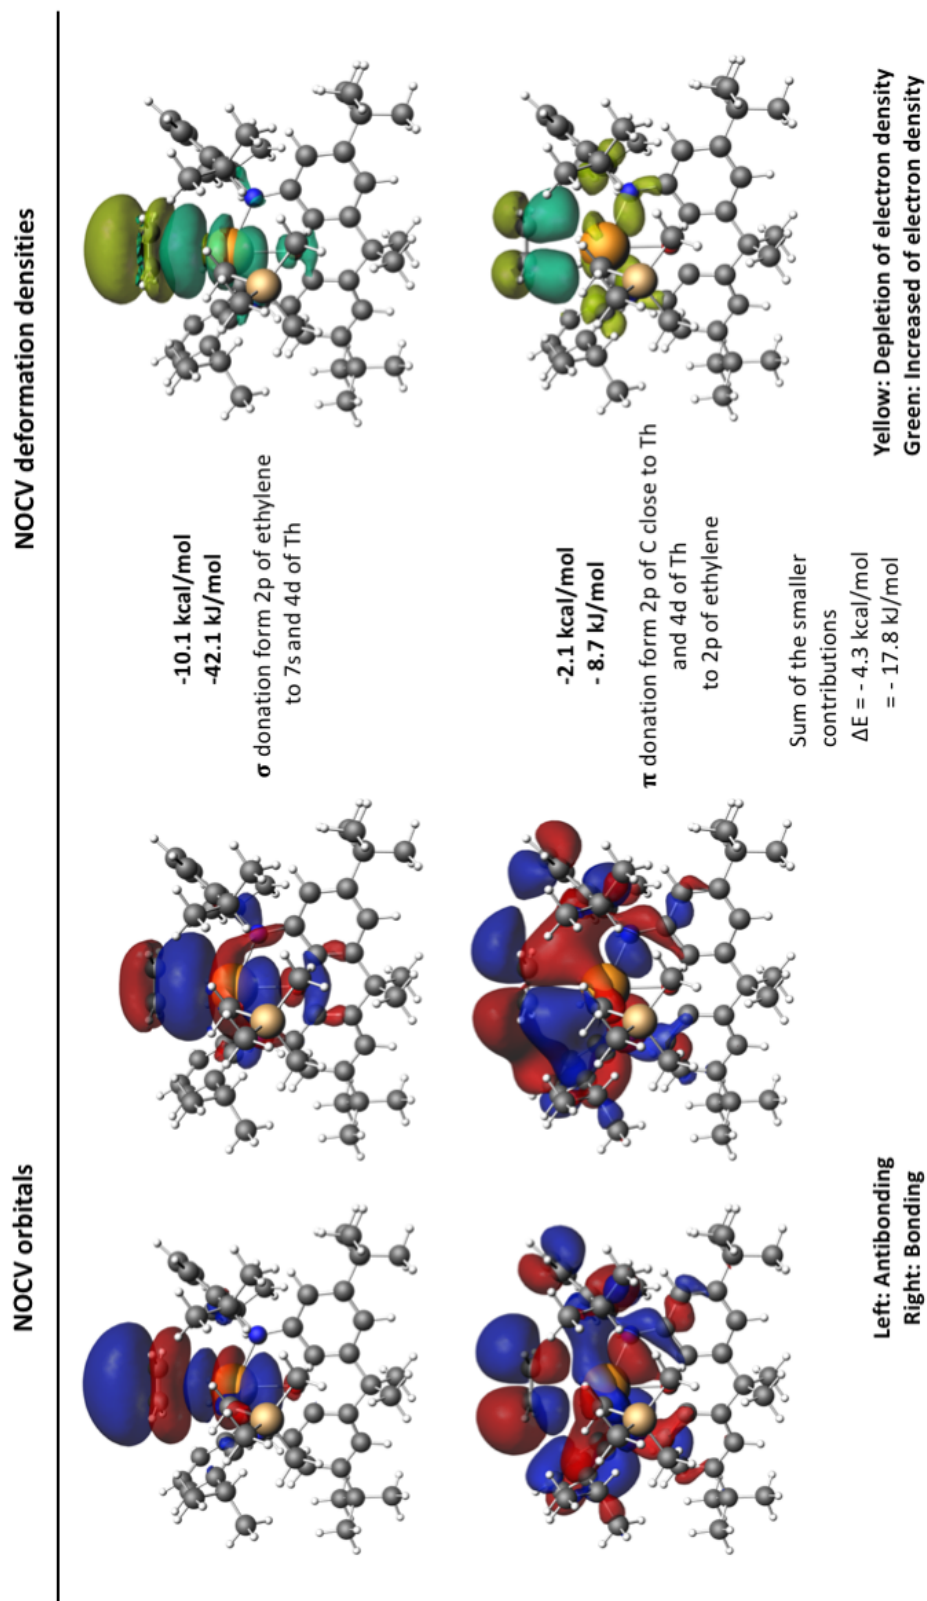 NOCV orbitals
NOCV deformation densities
-10.1 kcal/mol
-42.1 kJ/mol
σ donation form 2p of ethylene
to 7s and 4d of Th
-2.1 kcal/mol
- 8.7 kJ/mol
π donation form 2p of C close to Th
and 4d of Th
to 2p of ethylene
Sum of the smaller
contributions
ΔE = - 4.3 kcal/mol
= - 17.8 kJ/mol
Left: Antibonding
Right: Bonding
Yellow: Depletion of electron density
Green: Increased of electron density